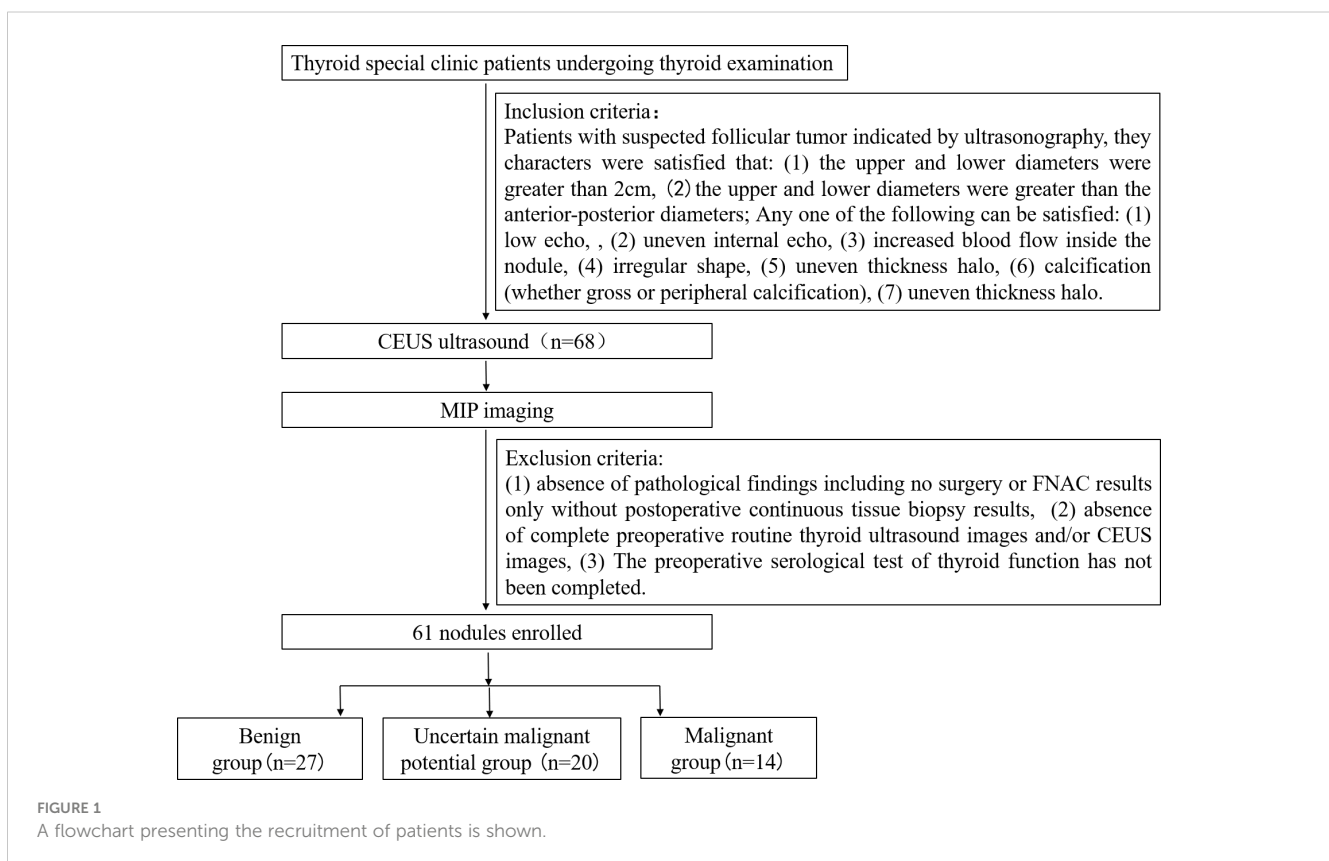 Thyroid special clinic patients undergoing thyroid examination
Inclusion criteria：
Patients with suspected follicular tumor indicated by ultrasonography, they
characters were satisfied that: (1) the upper and lower diameters were
greater than 2cm, (2) the upper and lower diameters were greater than the
anterior-posterior diameters; Any one of the following can be satisfied: (1)
low echo, , (2) uneven internal echo, (3) increased blood flow inside the
nodule, (4) irregular shape, (5) uneven thickness halo, (6) calcification
(whether gross or peripheral calcification), (7) uneven thickness halo.
CEUS ultrasound（n=68）
MIP imaging
Exclusion criteria:
(1) absence of pathological findings including no surgery or FNAC results
only without postoperative continuous tissue biopsy results, (2) absence
of complete preoperative routine thyroid ultrasound images and/or CEUS
images, (3) The preoperative serological test of thyroid function has not
been completed.
61 nodules enrolled
Benign
group (n=27)
Uncertain malignant
potential group (n=20)
Malignant
group (n=14)
FIGURE 1
A flowchart presenting the recruitment of patients is shown.